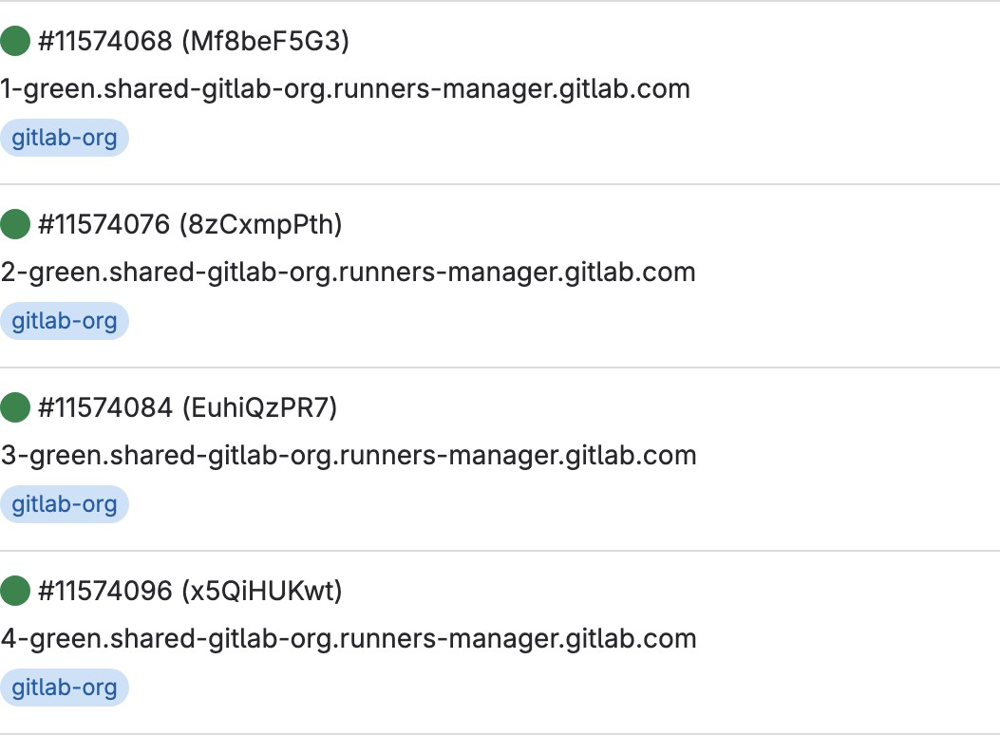 #11574068 (Mf8beF5G3)
1-green.shared-gitlab-org.runners-manager.gitlab.com
gitlab-org
#11574076 (8zCxmpPth)
2-green.shared-gitlab-org.runners-manager.gitlab.com
gitlab-org
#11574084 (EuhiQzPR7)
3-green.shared-gitlab-org.runners-manager.gitlab.com
gitlab-org
#11574096 (x5QiHUKwt)
4-green.shared-gitlab-org.runners-manager.gitlab.com
gitlab-org